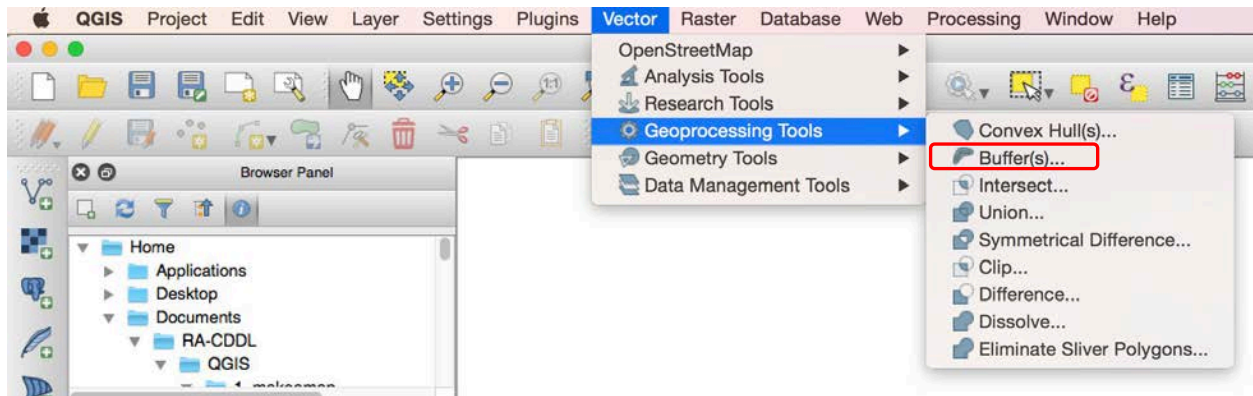 QGIS Project Edit View Layer Settings Plugins Vector Raster Database Web Processing Window Help
OpenStreetMap
Analysis Tools
Research Tools
Geoprocessing Tools
Geometry Tools
Data Management Tools
Convex Hull(s)...
Buffer(s)...
Intersect...
Union...
Symmetrical Difference...
Clip...
Difference...
Dissolve...
Eliminate Sliver Polygons...
Browser Panel
Home
Applications
Desktop
Documents
RA-CDDL
QGIS